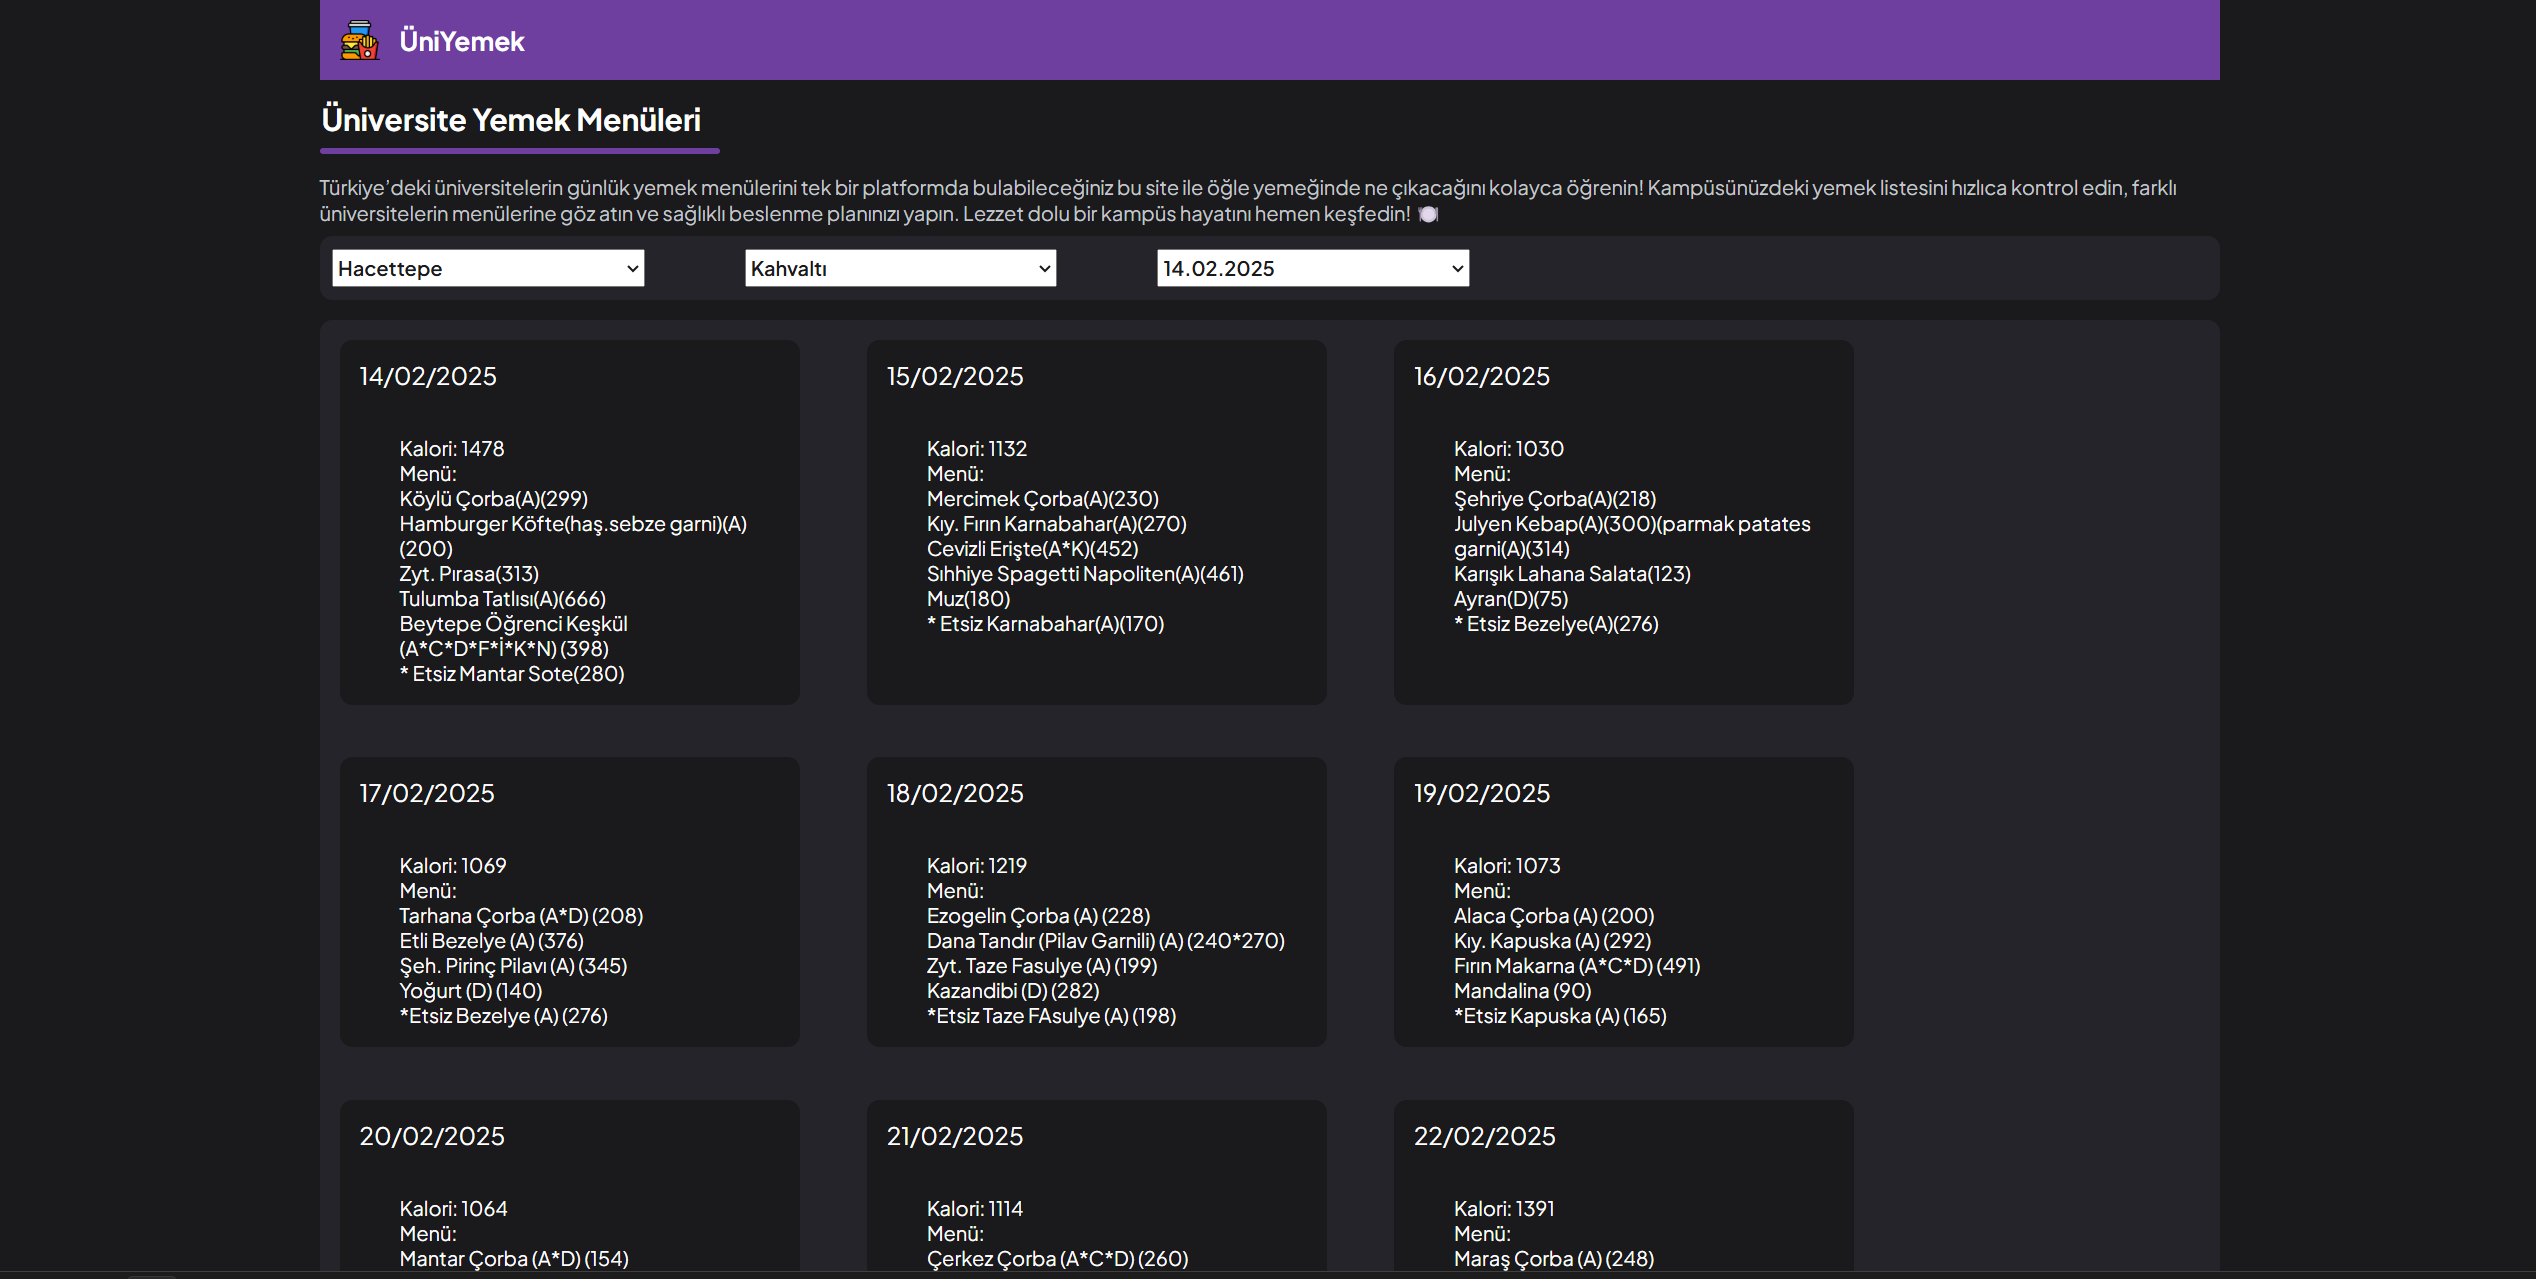 ÜniYemek
Üniversite Yemek Menüleri
Türkiye’deki üniversitelerin günlük yemek menülerini tek bir platformda bulabileceğiniz bu site ile öğle yemeğinde ne çıkacağını kolayca öğrenin! Kampüsünüzdeki yemek listesini hızlıca kontrol edin, farklı
üniversitelerin menülerine göz atın ve sağlıklı beslenme planınızı yapın. Lezzet dolu bir kampüs hayatını hemen keşfedin! 🍽️
Hacettepe
Kahvaltı
14.02.2025
14/02/2025
Kalori: 1478
Menü:
Köylü Çorba(A)(299)
Hamburger Köfte(haş.sebze garni)(A)
(200)
Zyt. Pırasa(313)
Tulumba Tatlısı(A)(666)
Beytepe Öğrenci Keşkül
(A*C*D*F*İ*K*N) (398)
* Etsiz Mantar Sote(280)
15/02/2025
Kalori: 1132
Menü:
Mercimek Çorba(A)(230)
Kıy. Fırın Karnabahar(A)(270)
Cevizli Erişte(A*K)(452)
Sıhhiye Spagetti Napoliten(A)(461)
Muz(180)
* Etsiz Karnabahar(A)(170)
16/02/2025
Kalori: 1030
Menü:
Şehriye Çorba(A)(218)
Julyen Kebap(A)(300)(parmak patates
garni(A)(314)
Karışık Lahana Salata(123)
Ayran(D)(75)
* Etsiz Bezelye(A)(276)
17/02/2025
Kalori: 1069
Menü:
Tarhana Çorba (A*D) (208)
Etli Bezelye (A) (376)
Şeh. Pirinç Pilavı (A) (345)
Yoğurt (D) (140)
*Etsiz Bezelye (A) (276)
18/02/2025
Kalori: 1219
Menü:
Ezogelin Çorba (A) (228)
Dana Tandır (Pilav Garnili) (A) (240*270)
Zyt. Taze Fasulye (A) (199)
Kazandibi (D) (282)
*Etsiz Taze FAsulye (A) (198)
19/02/2025
Kalori: 1073
Menü:
Alaca Çorba (A) (200)
Kıy. Kapuska (A) (292)
Fırın Makarna (A*C*D) (491)
Mandalina (90)
*Etsiz Kapuska (A) (165)
20/02/2025
Kalori: 1064
Menü:
Mantar Çorba (A*D) (154)
21/02/2025
Kalori: 1114
Menü:
Çerkez Çorba (A*C*D) (260)
22/02/2025
Kalori: 1391
Menü:
Maraş Çorba (A) (248)